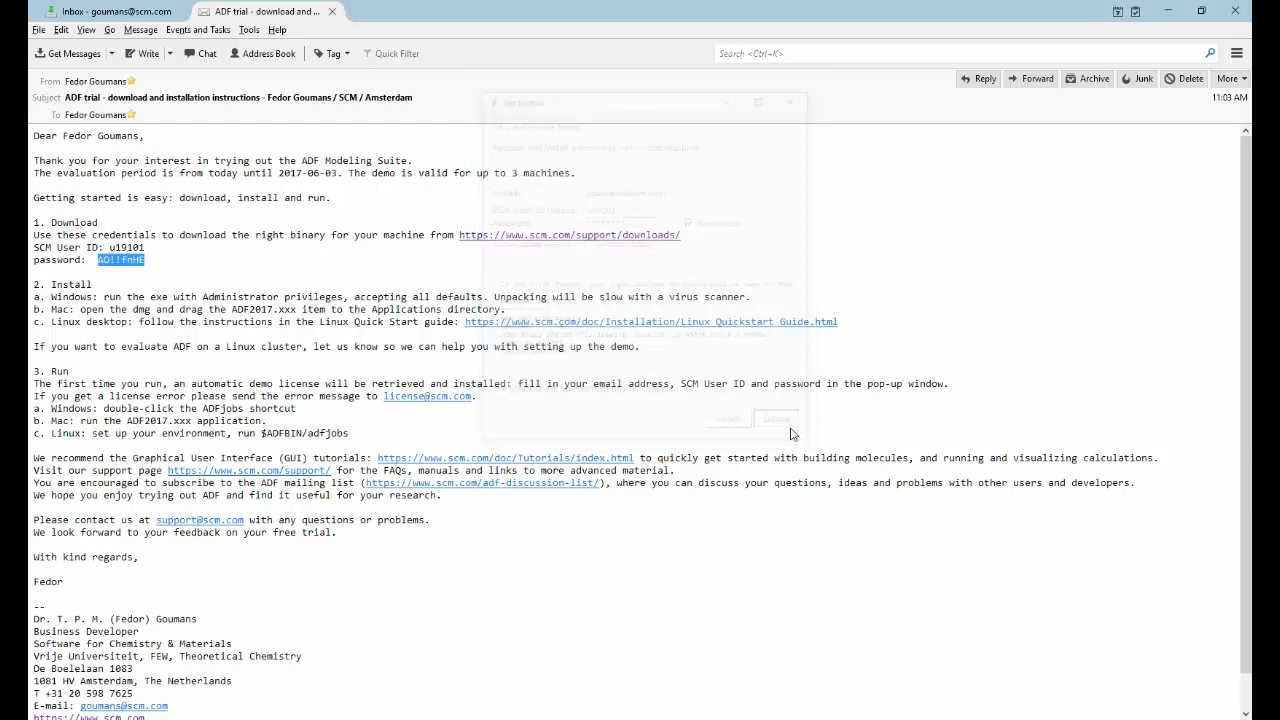 Inbox - goumans@scm.com
ADF trial - download and ...
File Edit View Go Message Events and Tasks Tools Help
Get Messages Write Chat Address Book Tag Quick Filter Search <Ctrl+K>
From Fedor Goumans Reply Forward Archive Junk Delete More
Subject ADF trial - download and installation instructions - Fedor Goumans / SCM / Amsterdam 11:03 AM
To Fedor Goumans
Dear Fedor Goumans,
Thank you for your interest in trying out the ADF Modeling Suite.
The evaluation period is from today until 2017-06-03. The demo is valid for up to 3 machines.
Getting started is easy: download, install and run.
1. Download
Use these credentials to download the right binary for your machine from https://www.scm.com/support/downloads/
SCM User ID: u19101
password: AO!!fnHE
2. Install
a. Windows: run the exe with Administrator privileges, accepting all defaults. Unpacking will be slow with a virus scanner.
b. Mac: open the dmg and drag the ADF2017.xxx item to the Applications directory.
c. Linux desktop: follow the instructions in the Linux Quick Start guide: https://www.scm.com/doc/Installation/Linux_Quickstart_Guide.html
If you want to evaluate ADF on a Linux cluster, let us know so we can help you with setting up the demo.
3. Run
The first time you run, an automatic demo license will be retrieved and installed: fill in your email address, SCM User ID and password in the pop-up window.
If you get a license error please send the error message to license@scm.com.
a. Windows: double-click the ADFjobs shortcut
b. Mac: run the ADF2017.xxx application.
c. Linux: set up your environment, run $ADFBIN/adfjobs
We recommend the Graphical User Interface (GUI) tutorials: https://www.scm.com/doc/Tutorials/index.html to quickly get started with building molecules, and running and visualizing calculations.
Visit our support page https://www.scm.com/support/ for the FAQs, manuals and links to more advanced material.
You are encouraged to subscribe to the ADF mailing list (https://www.scm.com/adf-discussion-list/), where you can discuss your questions, ideas and problems with other users and developers.
We hope you enjoy trying out ADF and find it useful for your research.
Please contact us at support@scm.com with any questions or problems.
We look forward to your feedback on your free trial.
With kind regards,
Fedor
--
Dr. T. P. M. (Fedor) Goumans
Business Developer
Software for Chemistry & Materials
Vrije Universiteit, FEW, Theoretical Chemistry
De Boelelaan 1083
1081 HV Amsterdam, The Netherlands
T +31 20 598 7625
E-mail: goumans@scm.com
https://www.scm.com